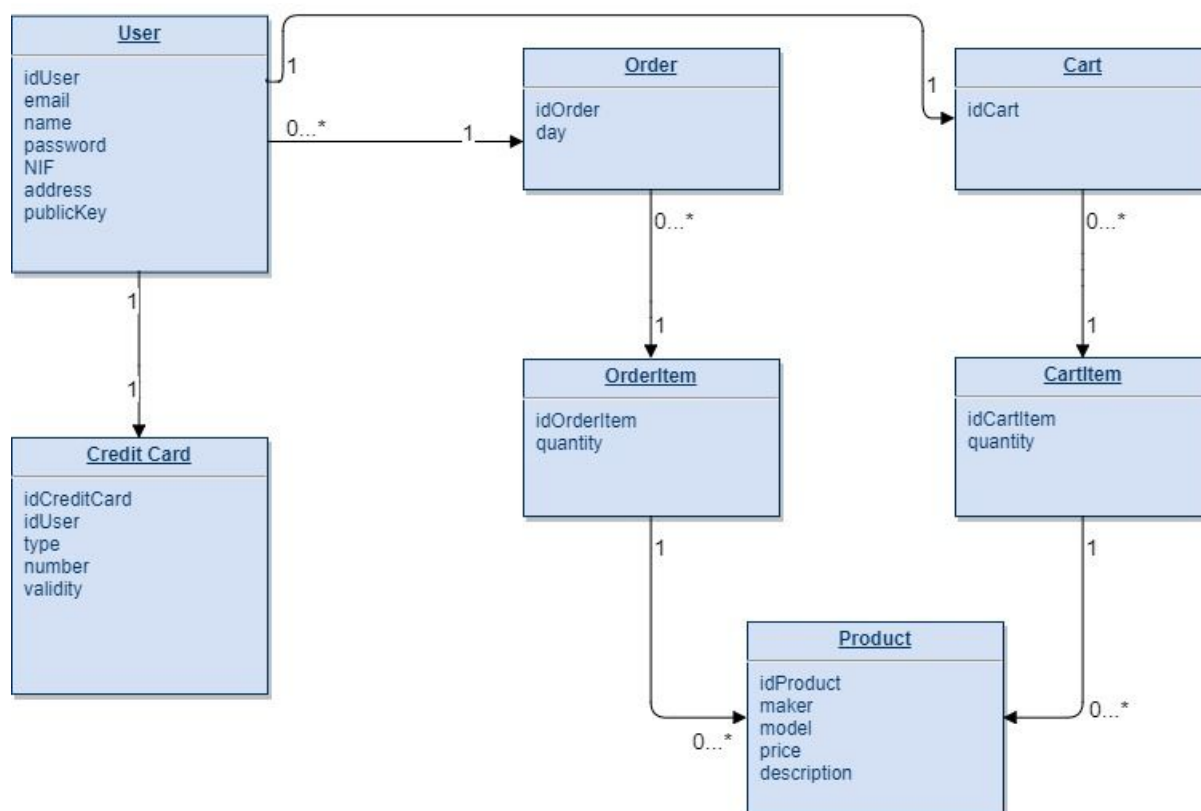 User
idUser
email
name
password
NIF
address
publicKey
1
1
0...*
1
Order
idOrder
day
Cart
idCart
0...*
1
0...*
1
1
1
OrderItem
idOrderItem
quantity
CartItem
idCartItem
quantity
Credit Card
idCreditCard
idUser
type
number
validity
1
0...*
1
0...*
Product
idProduct
maker
model
price
description